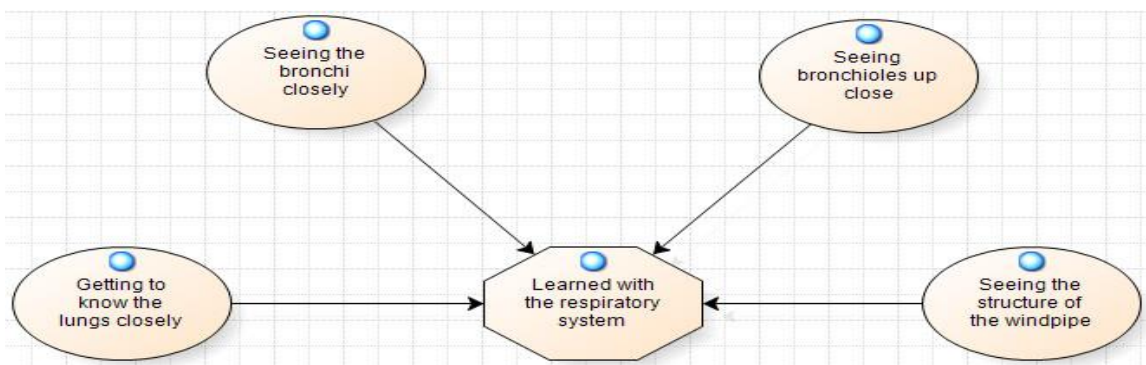 Seeing the
bronchi
closely
Seeing
bronchioles up
close
Getting to
know the
lungs closely
Learned with
the respiratory
system
Seeing the
structure of
the windpipe